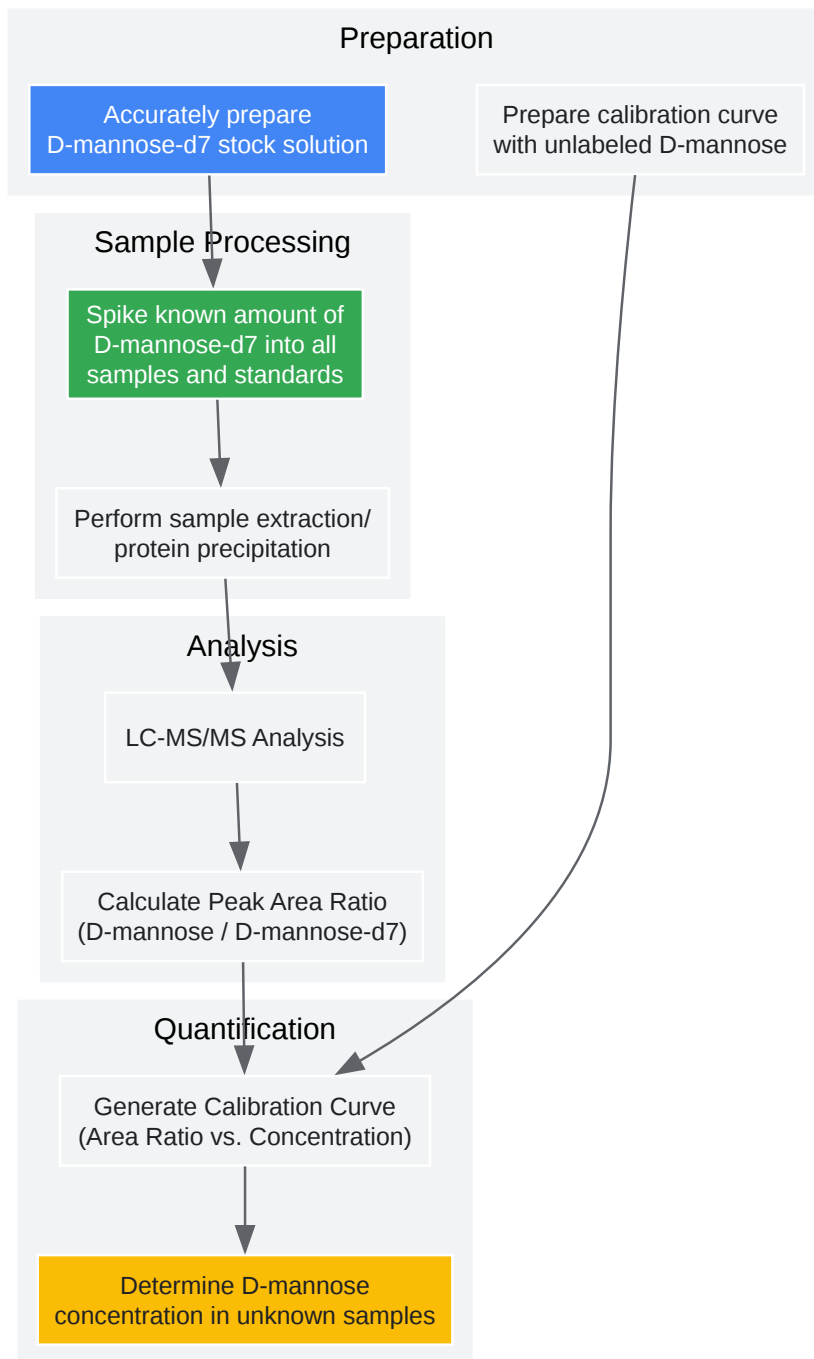 Preparation
Accurately prepare
D-mannose-d7 stock solution
Prepare calibration curve
with unlabeled D-mannose
Sample Processing
Spike known amount of
D-mannose-d7 into all
samples and standards
Perform sample extraction/
protein precipitation
Analysis
LC-MS/MS Analysis
Calculate Peak Area Ratio
(D-mannose / D-mannose-d7)
Quantification
Generate Calibration Curve
(Area Ratio vs. Concentration)
Determine D-mannose
concentration in unknown samples